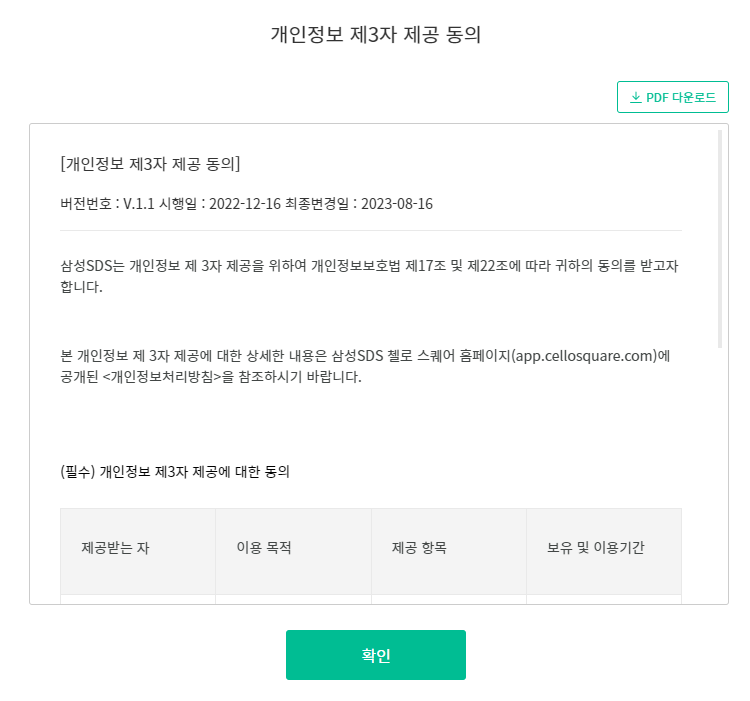 개인정보 제3자 제공 동의
PDF 다운로드
[개인정보 제3자 제공 동의]
버전번호 : V.1.1 시행일 : 2022-12-16 최종변경일 : 2023-08-16
삼성SDS는 개인정보 제 3자 제공을 위하여 개인정보보호법 제17조 및 제22조에 따라 귀하의 동의를 받고자
합니다.
본 개인정보 제 3자 제공에 대한 상세한 내용은 삼성SDS 첼로 스퀘어 홈페이지(app.cellosquare.com)에
공개된 <개인정보처리방침>을 참조하시기 바랍니다.
(필수) 개인정보 제3자 제공에 대한 동의
제공받는 자 이용 목적 제공 항목 보유 및 이용기간
확인